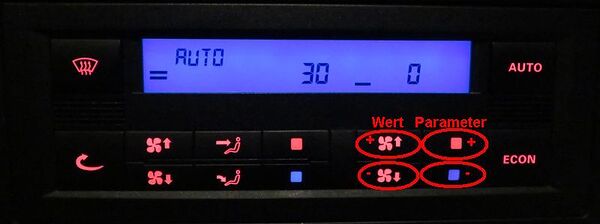 AUTO
= 30 _ 0
AUTO
Wert Parameter
+ +
ECON
- -